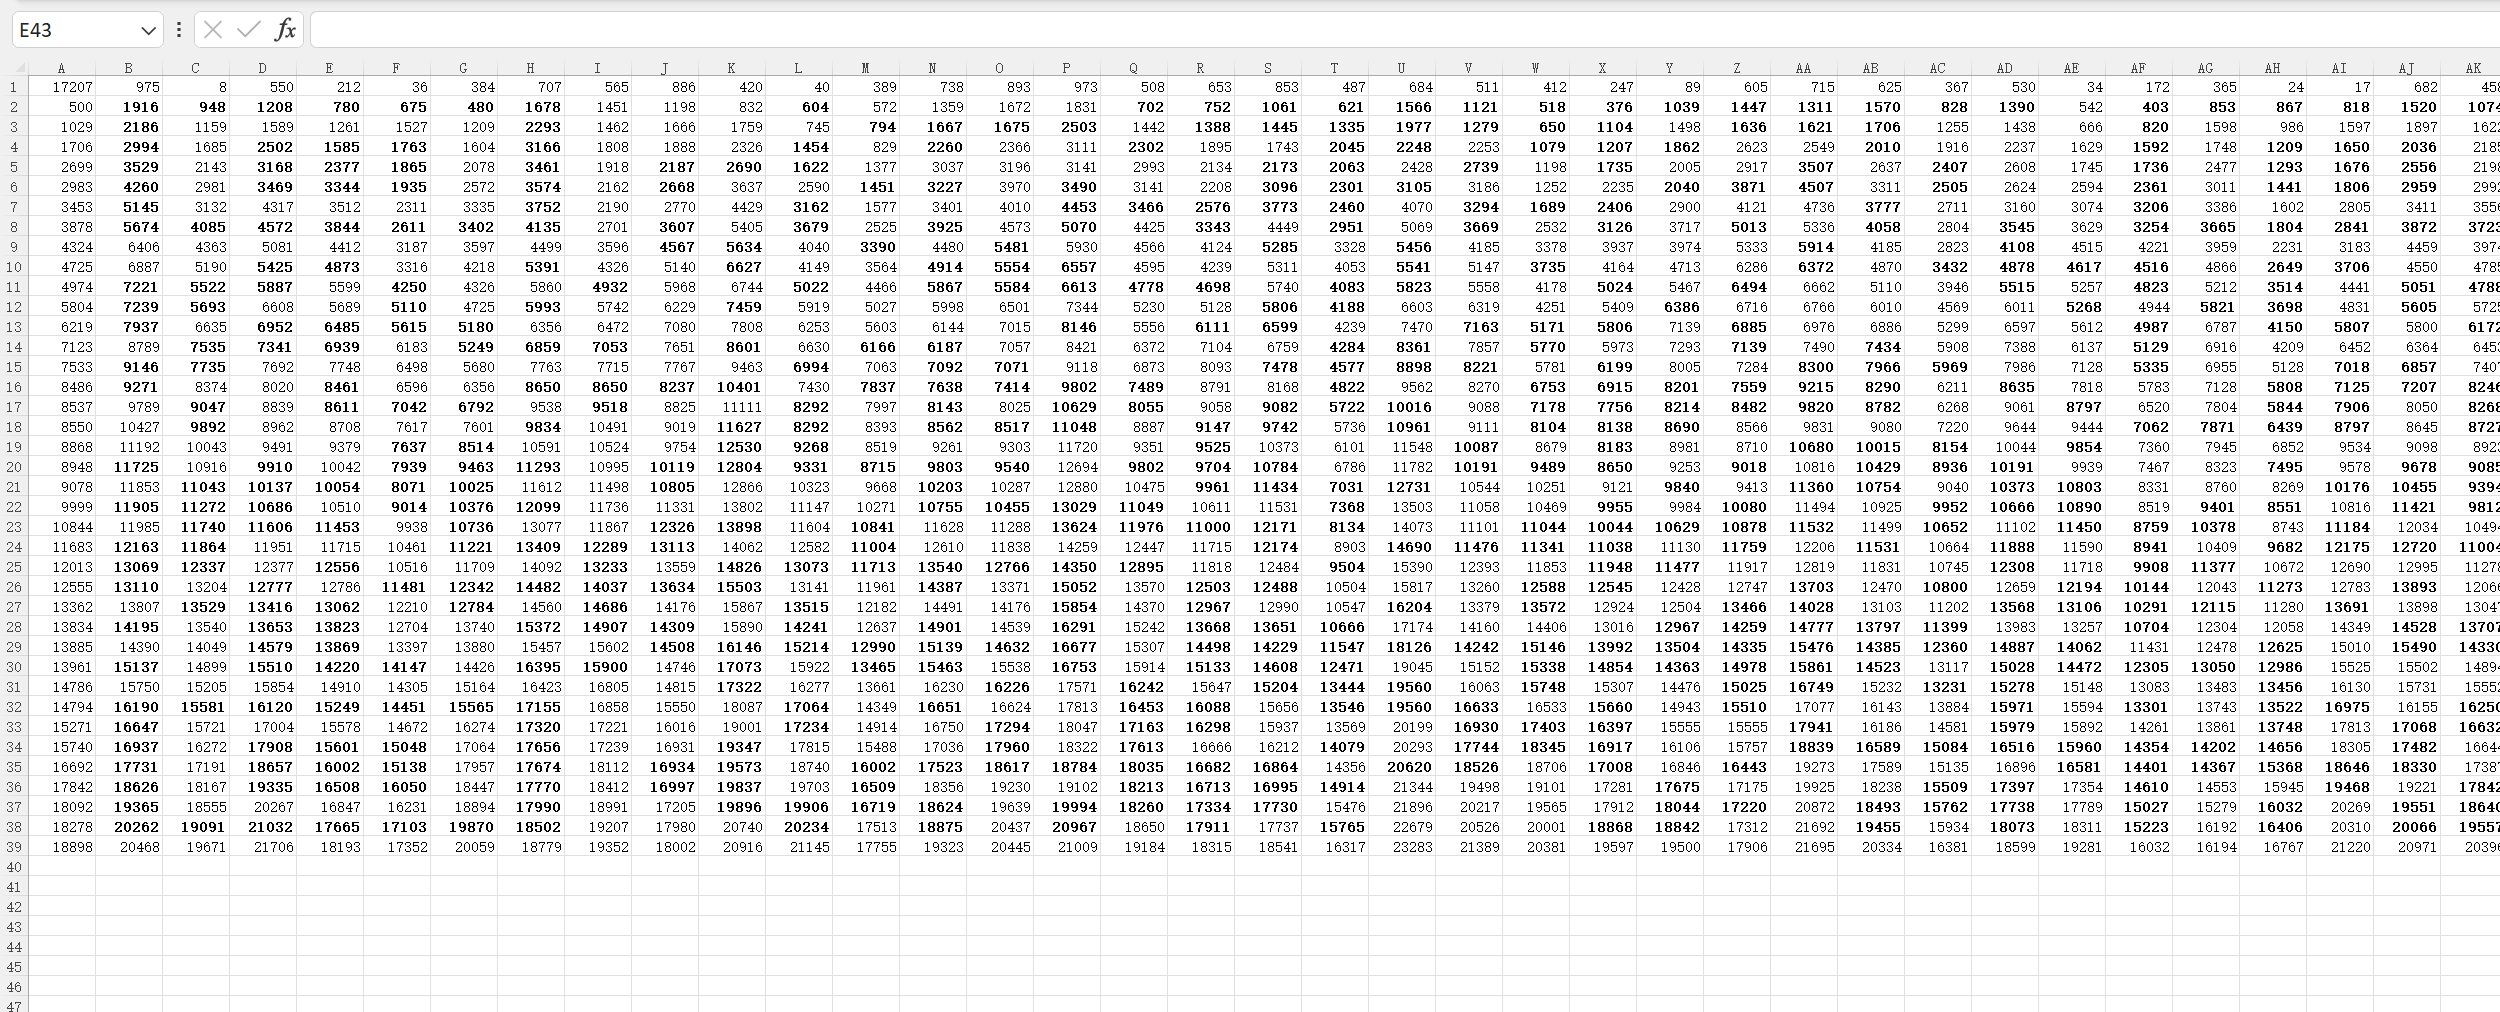 E43 fx
A B C D E F G H I J K L M N O P Q R S T U V W X Y Z AA AB AC AD AE AF AG AH AI AJ AK
1 17207 975 8 550 212 36 384 707 565 886 420 40 389 738 893 973 508 653 853 487 684 511 412 247 89 605 715 625 367 530 34 172 365 24 17 682 458
2 500 1916 948 1208 780 675 480 1678 1451 1198 832 604 572 1359 1672 1831 702 752 1061 621 1566 1121 518 376 1039 1447 1311 1570 828 1390 542 403 853 867 818 1520 1074
3 1029 2186 1159 1589 1261 1527 1209 2293 1462 1666 1759 745 794 1667 1675 2503 1442 1388 1445 1335 1977 1279 650 1104 1498 1636 1621 1706 1255 1438 666 820 1598 986 1597 1897 1622
4 1706 2994 1685 2502 1585 1763 1604 3166 1808 1888 2326 1454 829 2260 2366 3111 2302 1895 1743 2045 2248 2253 1079 1207 1862 2623 2549 2010 1916 2237 1629 1592 1748 1209 1650 2036 2185
5 2699 3529 2143 3168 2377 1865 2078 3461 1918 2187 2690 1622 1377 3037 3196 3141 2993 2134 2173 2063 2428 2739 1198 1735 2005 2917 3507 2637 2407 2608 1745 1736 2477 1293 1676 2556 2198
6 2983 4260 2981 3469 3344 1935 2572 3574 2162 2668 3637 2590 1451 3227 3970 3490 3141 2208 3096 2301 3105 3186 1252 2235 2040 3871 4507 3311 2505 2624 2594 2361 3011 1441 1806 2959 2992
7 3453 5145 3132 4317 3512 2311 3335 3752 2190 2770 4429 3162 1577 3401 4010 4453 3466 2576 3773 2460 4070 3294 1689 2406 2900 4121 4736 3777 2711 3160 3074 3206 3386 1602 2805 3411 3556
8 3878 5674 4085 4572 3844 2611 3402 4135 2701 3607 5405 3679 2525 3925 4573 5070 4425 3343 4449 2951 5069 3669 2532 3126 3717 5013 5336 4058 2804 3545 3629 3254 3665 1804 2841 3872 3723
9 4324 6406 4363 5081 4412 3187 3597 4499 3596 4567 5634 4040 3390 4480 5481 5930 4566 4124 5285 3328 5456 4185 3378 3937 3974 5333 5914 4185 2823 4108 4515 4221 3959 2231 3183 4459 3974
10 4725 6887 5190 5425 4873 3316 4218 5391 4326 5140 6627 4149 3564 4914 5554 6557 4595 4239 5311 4053 5541 5147 3735 4164 4713 6286 6372 4870 3432 4878 4617 4516 4866 2649 3706 4550 4785
11 4974 7221 5522 5887 5599 4250 4326 5860 4932 5968 6744 5022 4466 5867 5584 6613 4778 4698 5740 4083 5823 5558 4178 5024 5467 6494 6662 5110 3946 5515 5257 4823 5212 3514 4441 5051 4788
12 5804 7239 5693 6608 5689 5110 4725 5993 5742 6229 7459 5919 5027 5998 6501 7344 5230 5128 5806 4188 6603 6319 4251 5409 6386 6716 6766 6010 4569 6011 5268 4944 5821 3698 4831 5605 5725
13 6219 7937 6635 6952 6485 5615 5180 6356 6472 7080 7808 6253 5603 6144 7015 8146 5556 6111 6599 4239 7470 7163 5171 5806 7139 6885 6976 6886 5299 6597 5612 4987 6787 4150 5807 5800 6172
14 7123 8789 7535 7341 6939 6183 5249 6859 7053 7651 8601 6630 6166 6187 7057 8421 6372 7104 6759 4284 8361 7857 5770 5973 7293 7139 7490 7434 5908 7388 6137 5129 6916 4209 6452 6364 6453
15 7533 9146 7735 7692 7748 6498 5680 7763 7715 7767 9463 6994 7063 7092 7071 9118 6873 8093 7478 4577 8898 8221 5781 6199 8005 7284 8300 7966 5969 7986 7128 5335 6955 5128 7018 6857 7407
16 8486 9271 8374 8020 8461 6596 6356 8650 8650 8237 10401 7430 7837 7638 7414 9802 7489 8791 8168 4822 9562 8270 6753 6915 8201 7559 9215 8290 6211 8635 7818 5783 7128 5808 7125 7207 8246
17 8537 9789 9047 8839 8611 7042 6792 9538 9518 8825 11111 8292 7997 8143 8025 10629 8055 9058 9082 5722 10016 9088 7178 7756 8214 8482 9820 8782 6268 9061 8797 6520 7804 5844 7906 8050 8268
18 8550 10427 9892 8962 8708 7617 7601 9834 10491 9019 11627 8292 8393 8562 8517 11048 8887 9147 9742 5736 10961 9111 8104 8138 8690 8566 9831 9080 7220 9644 9444 7062 7871 6439 8797 8645 8727
19 8868 11192 10043 9491 9379 7637 8514 10591 10524 9754 12530 9268 8519 9261 9303 11720 9351 9525 10373 6101 11548 10087 8679 8183 8981 8710 10680 10015 8154 10044 9854 7360 7945 6852 9534 9098 8923
20 8948 11725 10916 9910 10042 7939 9463 11293 10995 10119 12804 9331 8715 9803 9540 12694 9802 9704 10784 6786 11782 10191 9489 8650 9253 9018 10816 10429 8936 10191 9939 7467 8323 7495 9578 9678 9085
21 9078 11853 11043 10137 10054 8071 10025 11612 11498 10805 12866 10323 9668 10203 10287 12880 10475 9961 11434 7031 12731 10544 10251 9121 9840 9413 11360 10754 9040 10373 10803 8331 8760 8269 10176 10455 9394
22 9999 11905 11272 10686 10510 9014 10376 12099 11736 11331 13802 11147 10271 10755 10455 13029 11049 10611 11531 7368 13503 11058 10469 9955 9984 10080 11494 10925 9952 10666 10890 8519 9401 8551 10816 11421 9812
23 10844 11985 11740 11606 11453 9938 10736 13077 11867 12326 13898 11604 10841 11628 11288 13624 11976 11000 12171 8134 14073 11101 11044 10044 10629 10878 11532 11499 10652 11102 11450 8759 10378 8743 11184 12034 10494
24 11683 12163 11864 11951 11715 10461 11221 13409 12289 13113 14062 12582 11004 12610 11838 14259 12447 11715 12174 8903 14690 11476 11341 11038 11130 11759 12206 11531 10664 11888 11590 8941 10409 9682 12175 12720 11004
25 12013 13069 12337 12377 12556 10516 11709 14092 13233 13559 14826 13073 11713 13540 12766 14350 12895 11818 12484 9504 15390 12393 11853 11948 11477 11917 12819 11831 10745 12308 11718 9908 11377 10672 12690 12995 11278
26 12555 13110 13204 12777 12786 11481 12342 14482 14037 13634 15503 13141 11961 14387 13371 15052 13570 12503 12488 10504 15817 13260 12588 12545 12428 12747 13703 12470 10800 12659 12194 10144 12043 11273 12783 13893 12066
27 13362 13807 13529 13416 13062 12210 12784 14560 14686 14176 15867 13515 12182 14491 14176 15854 14370 12967 12990 10547 16204 13379 13572 12924 12504 13466 14028 13103 11202 13568 13106 10291 12115 11280 13691 13898 13047
28 13834 14195 13540 13653 13823 12704 13740 15372 14907 14309 15890 14241 12637 14901 14539 16291 15242 13668 13651 10666 17174 14160 14406 13016 12967 14259 14777 13797 11399 13983 13257 10704 12304 12058 14349 14528 13707
29 13885 14390 14049 14579 13869 13397 13880 15457 15602 14508 16146 15214 12990 15139 14632 16677 15307 14498 14229 11547 18126 14242 15146 13992 13504 14335 15476 14385 12360 14887 14062 11431 12478 12625 15010 15490 14330
30 13961 15137 14899 15510 14220 14147 14426 16395 15900 14746 17073 15922 13465 15463 15538 16753 15914 15133 14608 12471 19045 15152 15338 14854 14363 14978 15861 14523 13117 15028 14472 12305 13050 12986 15525 15502 14894
31 14786 15750 15205 15854 14910 14305 15164 16423 16805 14815 17322 16277 13661 16230 16226 17571 16242 15647 15204 13444 19560 16063 15748 15307 14476 15025 16749 15232 13231 15278 15148 13083 13483 13456 16130 15731 15552
32 14794 16190 15581 16120 15249 14451 15565 17155 16858 15550 18087 17064 14349 16651 16624 17813 16453 16088 15656 13546 19560 16633 16533 15660 14943 15510 17077 16143 13884 15971 15594 13301 13743 13522 16975 16155 16250
33 15271 16647 15721 17004 15578 14672 16274 17320 17221 16016 19001 17234 14914 16750 17294 18047 17163 16298 15937 13569 20199 16930 17403 16397 15555 15555 17941 16186 14581 15979 15892 14261 13861 13748 17813 17068 16632
34 15740 16937 16272 17908 15601 15048 17064 17656 17239 16931 19347 17815 15488 17036 17960 18322 17613 16666 16212 14079 20293 17744 18345 16917 16106 15757 18839 16589 15084 16516 15960 14354 14202 14656 18305 17482 16644
35 16692 17731 17191 18657 16002 15138 17957 17674 18112 16934 19573 18740 16002 17523 18617 18784 18035 16682 16864 14356 20620 18526 18706 17008 16846 16443 19273 17589 15135 16896 16581 14401 14367 15368 18646 18330 17387
36 17842 18626 18167 19335 16508 16050 18447 17770 18412 16997 19837 19703 16509 18356 19230 19102 18213 16713 16995 14914 21344 19498 19101 17281 17675 17175 19925 18238 15509 17397 17354 14610 14553 15945 19468 19221 17842
37 18092 19365 18555 20267 16847 16231 18894 17990 18991 17205 19896 19906 16719 18624 19639 19994 18260 17334 17730 15476 21896 20217 19565 17912 18044 17220 20872 18493 15762 17738 17789 15027 15279 16032 20269 19551 18640
38 18278 20262 19091 21032 17665 17103 19870 18502 19207 17980 20740 20234 17513 18875 20437 20967 18650 17911 17737 15765 22679 20526 20001 18868 18842 17312 21692 19455 15934 18073 18311 15223 16192 16406 20310 20066 19557
39 18898 20468 19671 21706 18193 17352 20059 18779 19352 18002 20916 21145 17755 19323 20445 21009 19184 18315 18541 16317 23283 21389 20381 19597 19500 17906 21695 20334 16381 18599 19281 16032 16194 16767 21220 20971 20396
40
41
42
43
44
45
46
47